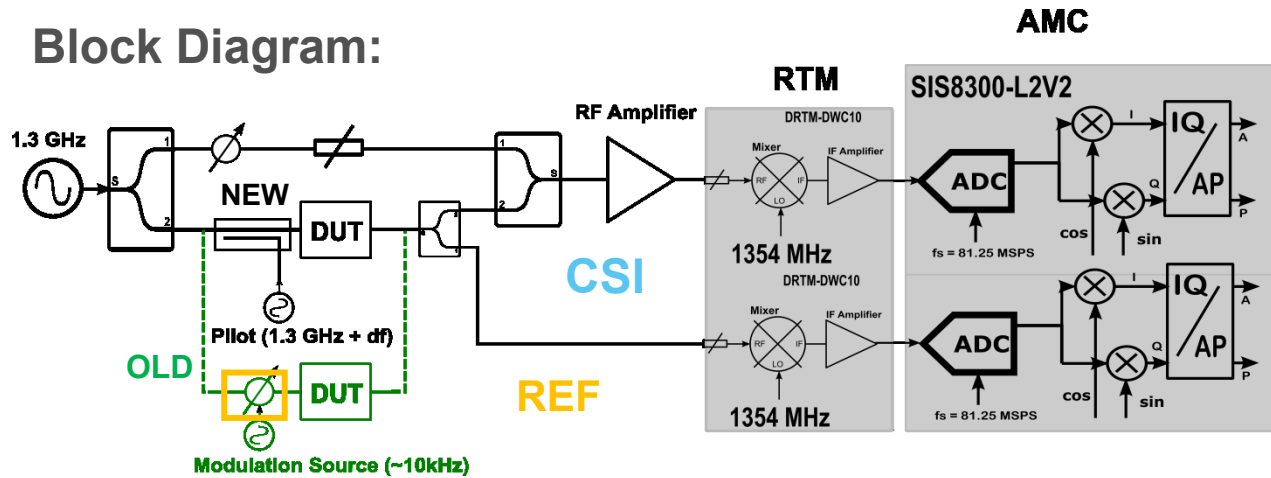 Block Diagram:
AMC
RTM
SIS8300-L2V2
RF Amplifier
DRTM-DWC10
1.3 GHz
S
1
2
NEW
DUT
1
2
S
Mixer
RF
IF
LO
IF Amplifier
1354 MHz
ADC
fs = 81.25 MSPS
I
Q
cos
sin
IQ
AP
A
P
Pilot (1.3 GHz + df)
CSI
DRTM-DWC10
Mixer
RF
IF
LO
IF Amplifier
1354 MHz
ADC
fs = 81.25 MSPS
I
Q
cos
sin
IQ
AP
A
P
OLD
DUT
REF
Modulation Source (~10kHz)